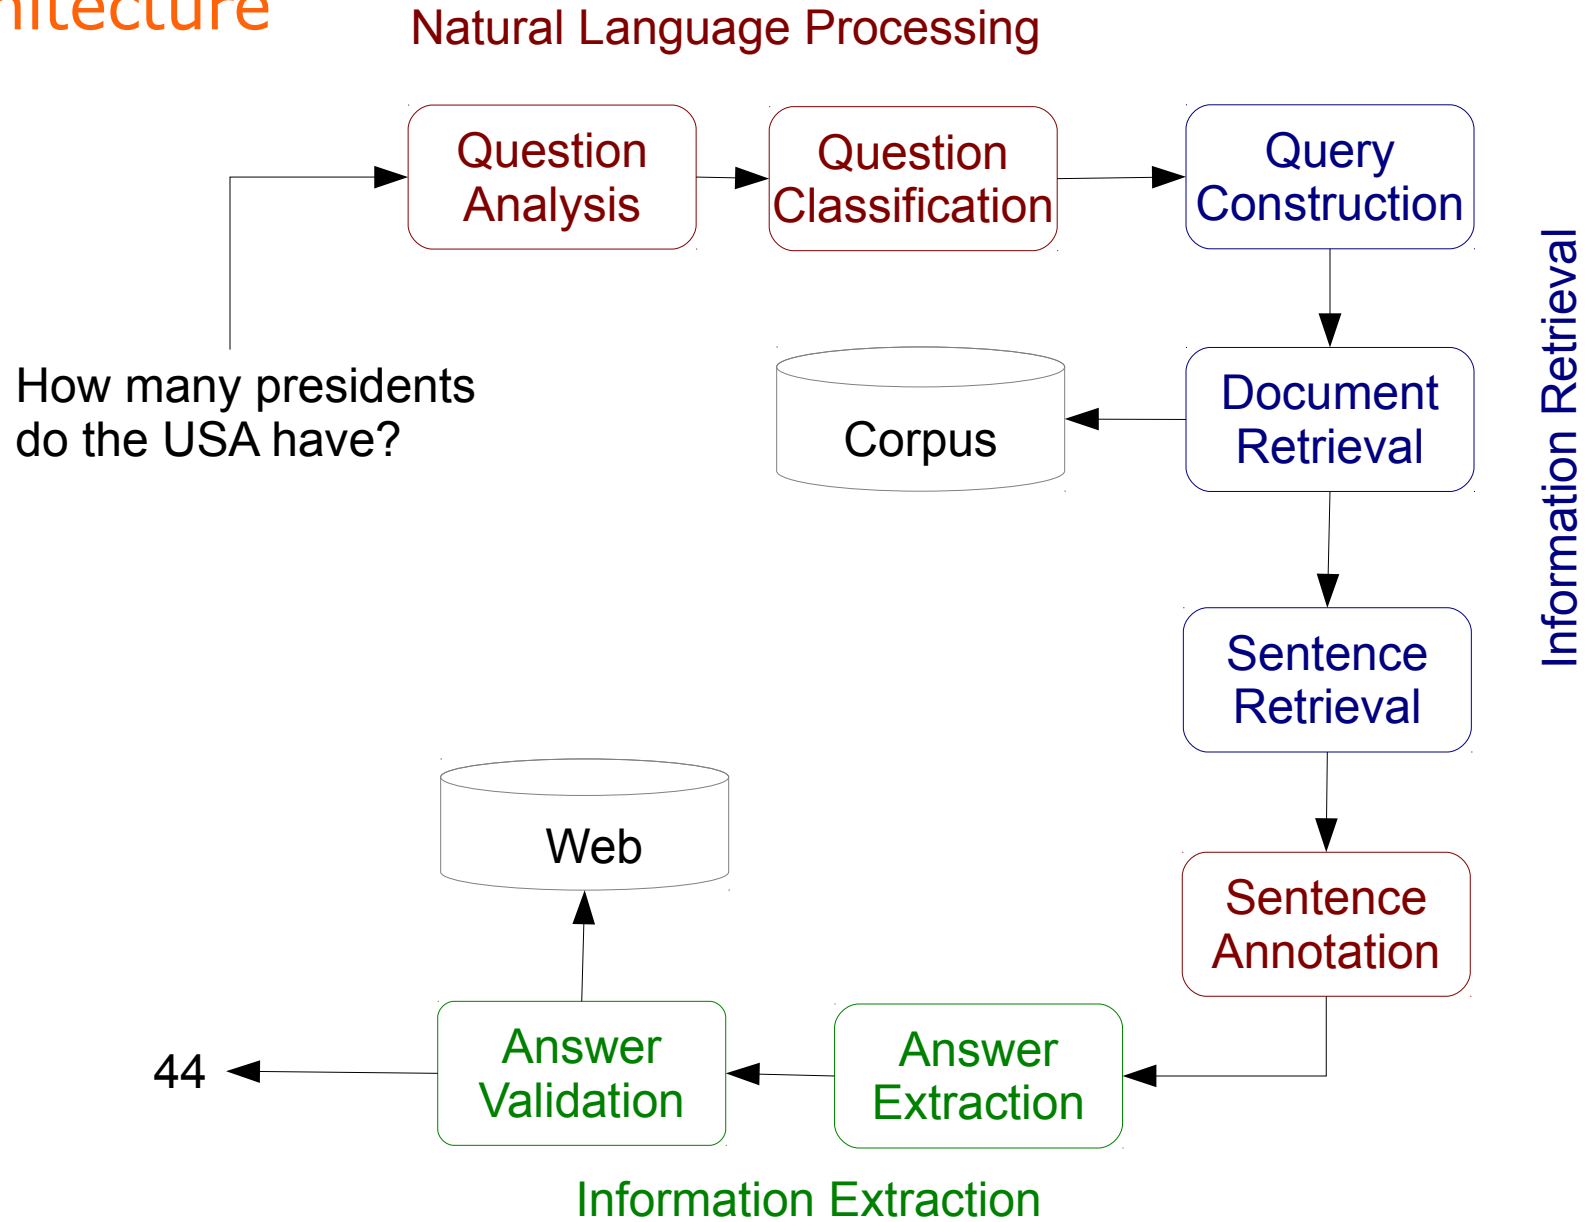 Natural Language Processing
Question
Analysis
Question
Classification
Query
Construction
How many presidents
do the USA have?
Corpus
Document
Retrieval
Information Retrieval
Sentence
Retrieval
Web
Sentence
Annotation
44
Answer
Validation
Answer
Extraction
Information Extraction